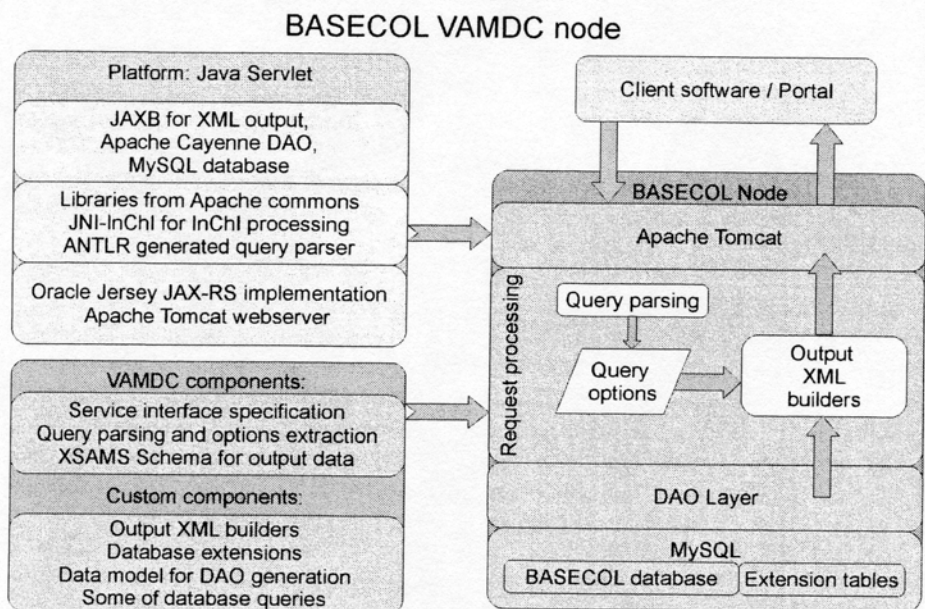 BASECOL VAMDC node
Platform: Java Servlet
JAXB for XML output,
Apache Cayenne DAO,
MySQL database
Libraries from Apache commons
JNI-InChI for InChI processing
ANTLR generated query parser
Oracle Jersey JAX-RS implementation
Apache Tomcat webserver
VAMDC components:
Service interface specification
Query parsing and options extraction
XSAMS Schema for output data
Custom components:
Output XML builders
Database extensions
Data model for DAO generation
Some of database queries
Client software / Portal
BASECOL Node
Apache Tomcat
Request processing
Query parsing
Query
options
Output
XML
builders
DAO Layer
MySQL
BASECOL database
Extension tables